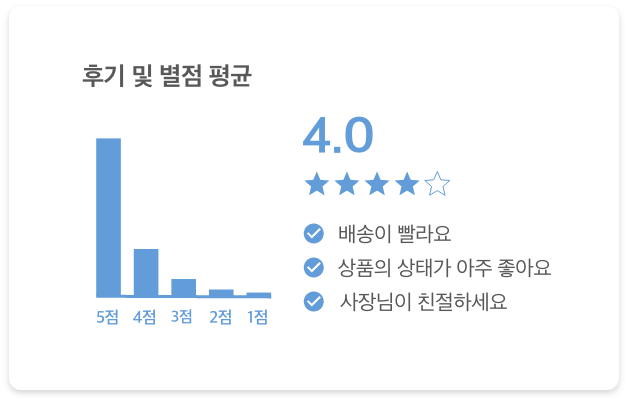 후기 및 별점 평균
4.0
배송이 빨라요
상품의 상태가 아주 좋아요
사장님이 친절하세요
5점 4점 3점 2점 1점